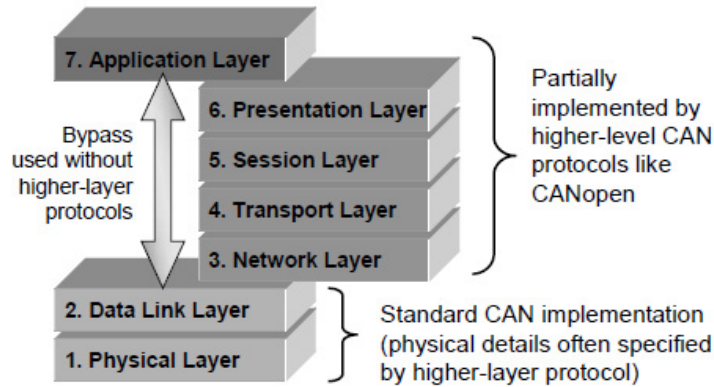 7. Application Layer
6. Presentation Layer
5. Session Layer
4. Transport Layer
3. Network Layer
2. Data Link Layer
1. Physical Layer
Bypass
used without
higher-layer
protocols
Partially
implemented by
higher-level CAN
protocols like
CANopen
Standard CAN implementation
(physical details often specified
by higher-layer protocol)